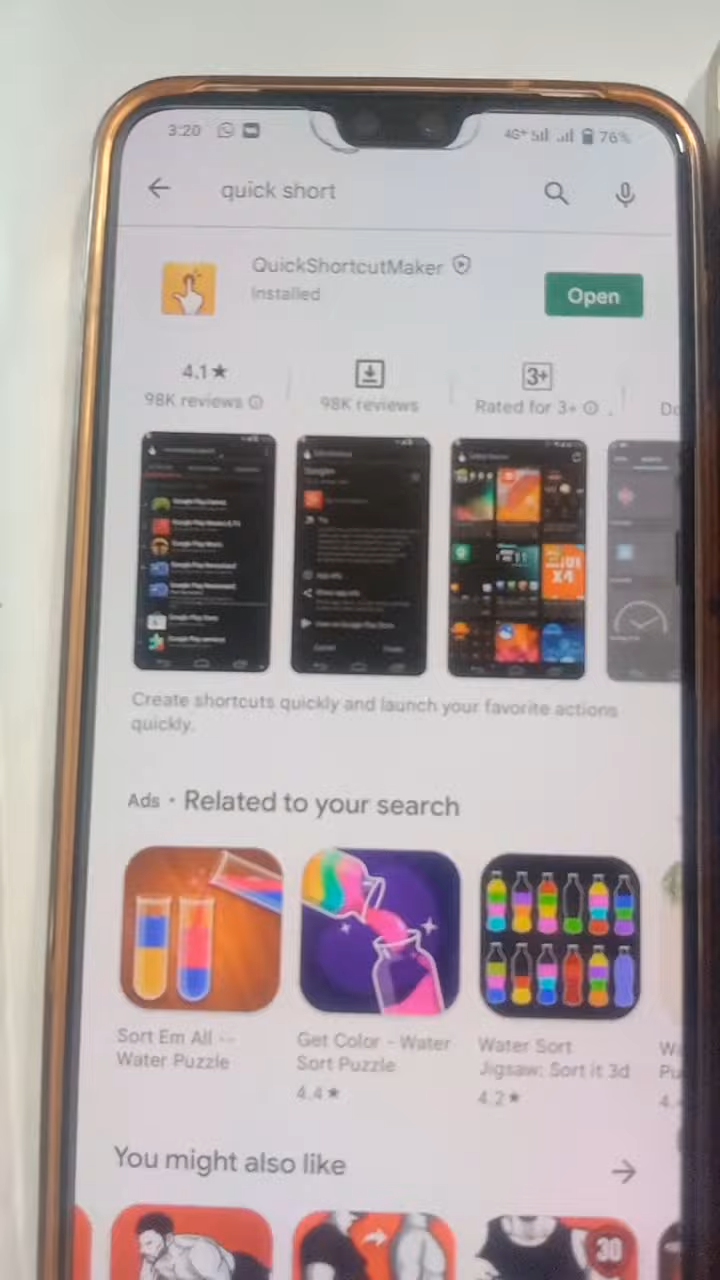 3:20
4G+ 76%
quick short
QuickShortcutMaker
Installed
Open
4.1★
98K reviews
98K reviews
3+
Rated for 3+
Create shortcuts quickly and launch your favorite actions
quickly.
Ads · Related to your search
Sort Em All --
Water Puzzle
Get Color - Water
Sort Puzzle
4.4★
Water Sort
Jigsaw: Sort it 3d
4.2★
You might also like
30